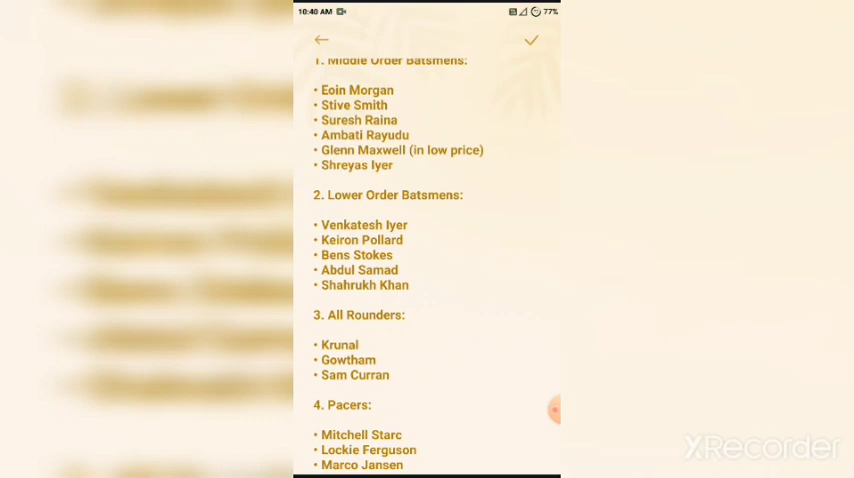 10:40 AM
77%
1. Middle Order Batsmens:
• Eoin Morgan
• Stive Smith
• Suresh Raina
• Ambati Rayudu
• Glenn Maxwell (in low price)
• Shreyas Iyer
2. Lower Order Batsmens:
• Venkatesh Iyer
• Keiron Pollard
• Bens Stokes
• Abdul Samad
• Shahrukh Khan
3. All Rounders:
• Krunal
• Gowtham
• Sam Curran
4. Pacers:
• Mitchell Starc
• Lockie Ferguson
• Marco Jansen
XRecorder